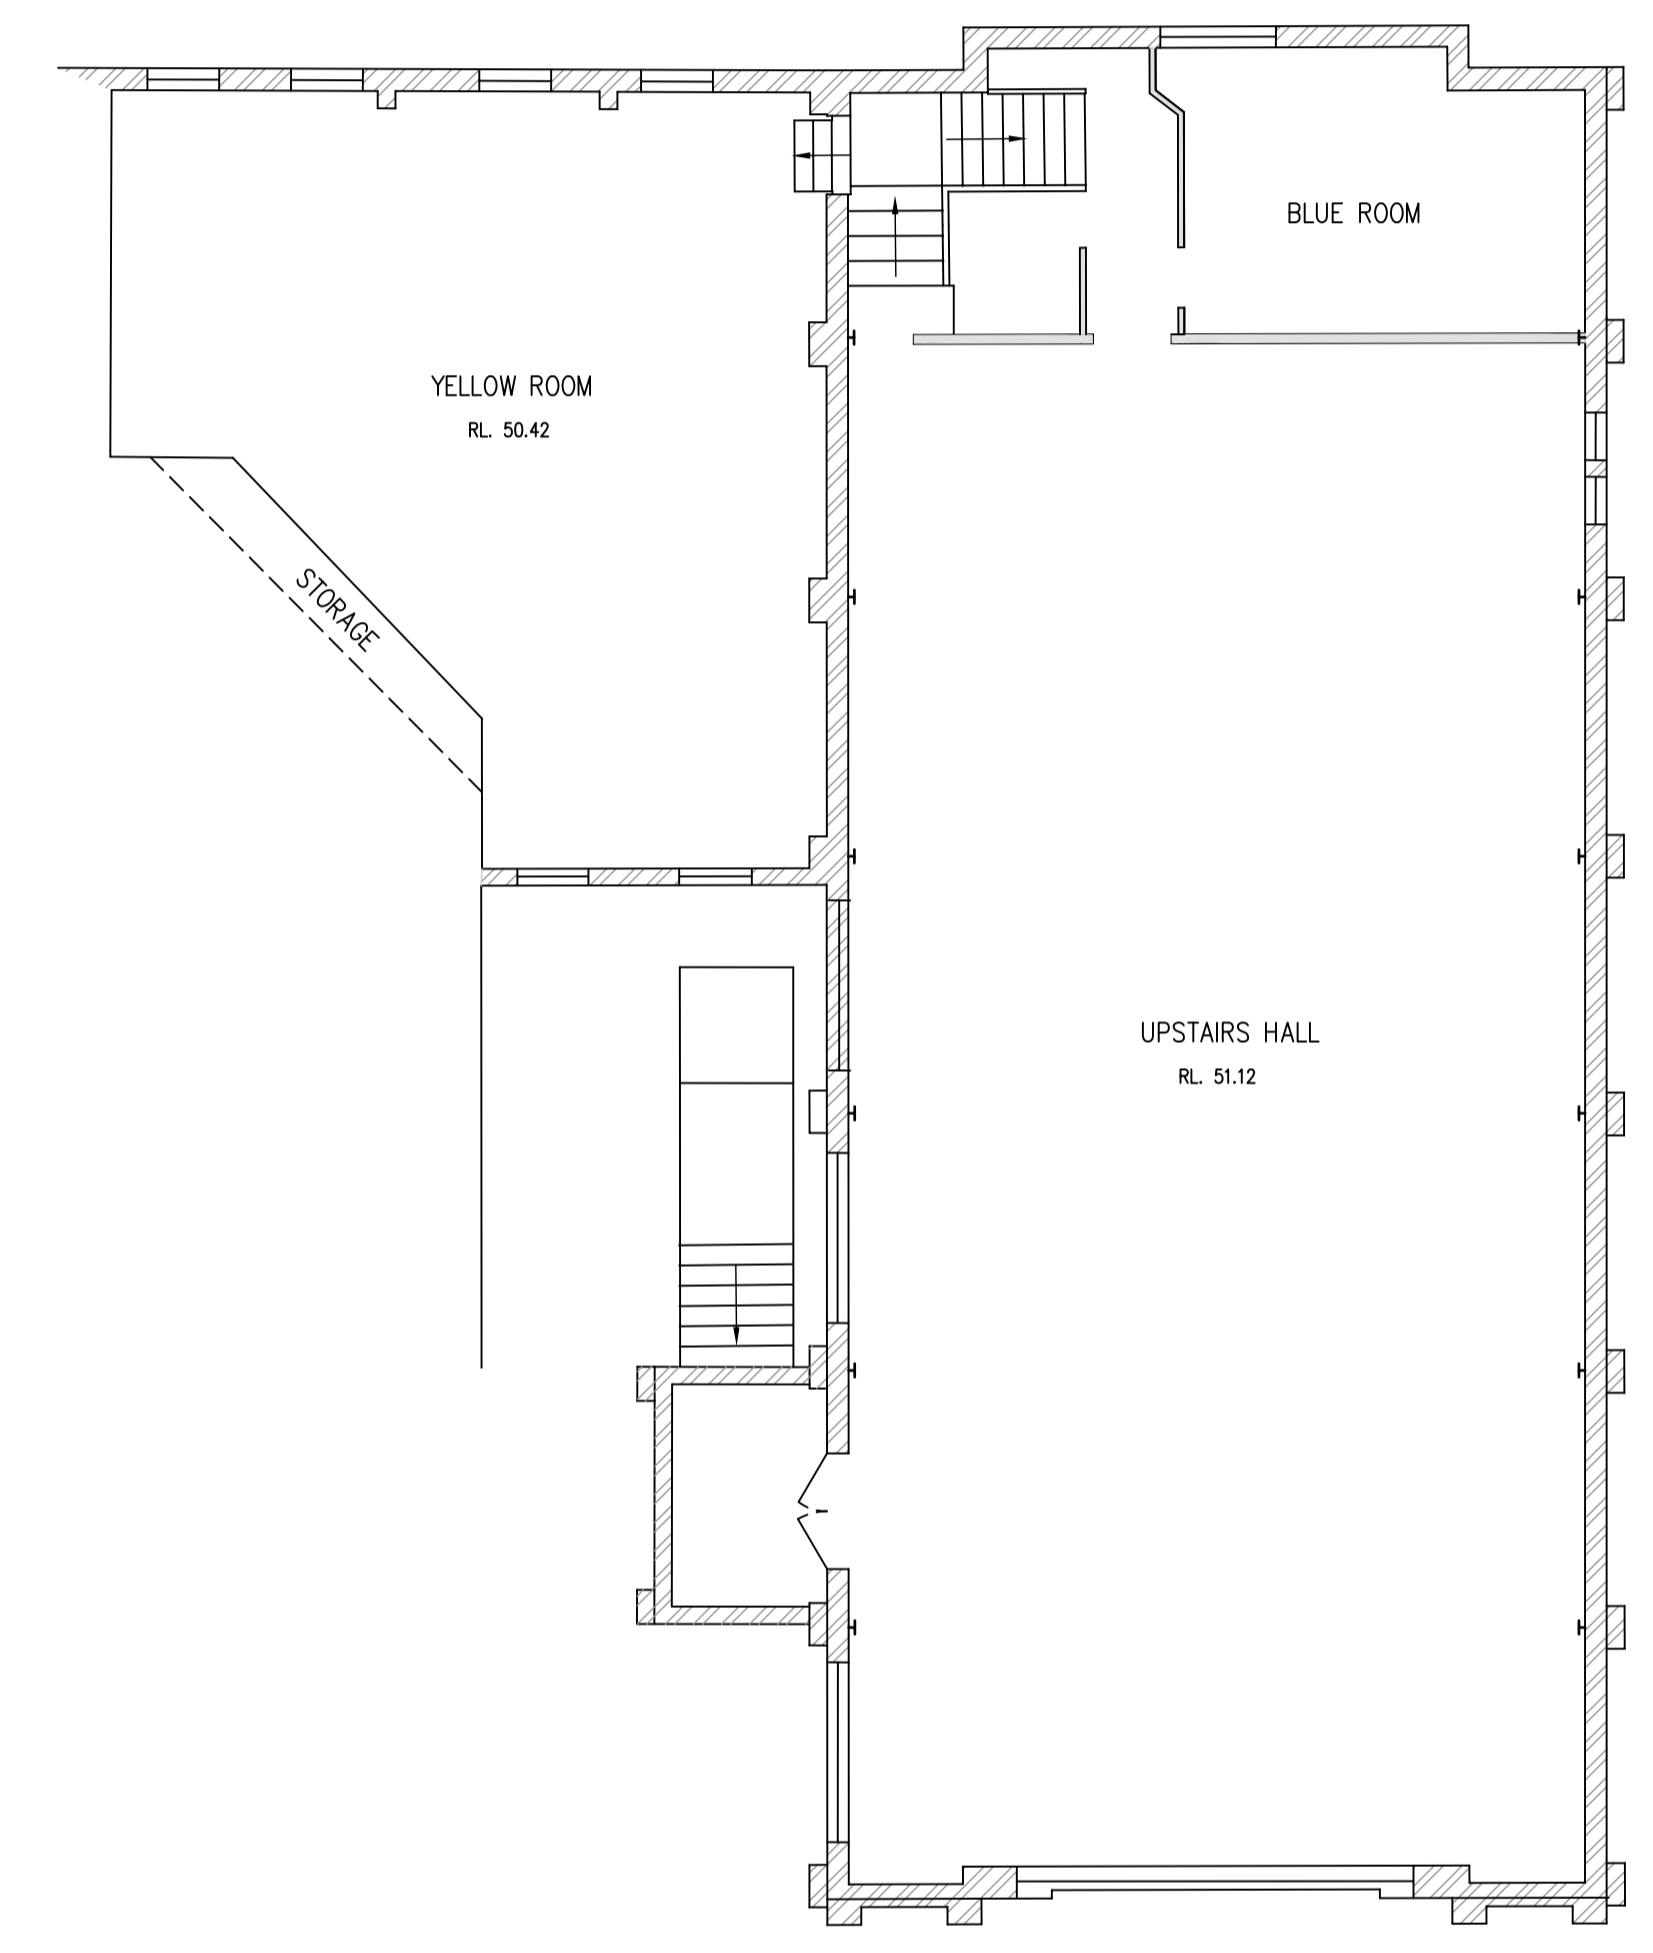 BLUE ROOM
YELLOW ROOM
RL. 50.42
STORAGE
UPSTAIRS HALL
RL. 51.12